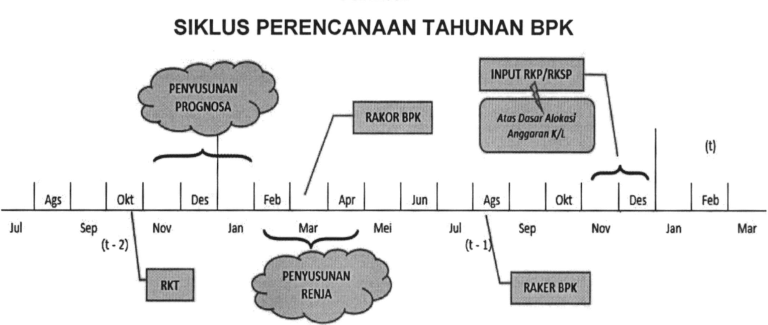 SIKLUS PERENCANAAN TAHUNAN BPK
PENYUSUNAN
PROGNOSA
RAKOR BPK
INPUT RKP/RKSP
Atas Dasar Alokasi
Anggaran K/L
(t)
Ags Okt Des Feb Apr Jun Ags Okt Des Feb
Jul Sep Nov Jan Mar Mei Jul Sep Nov Jan Mar
(t - 2) (t - 1)
RKT
PENYUSUNAN
RENJA
RAKER BPK